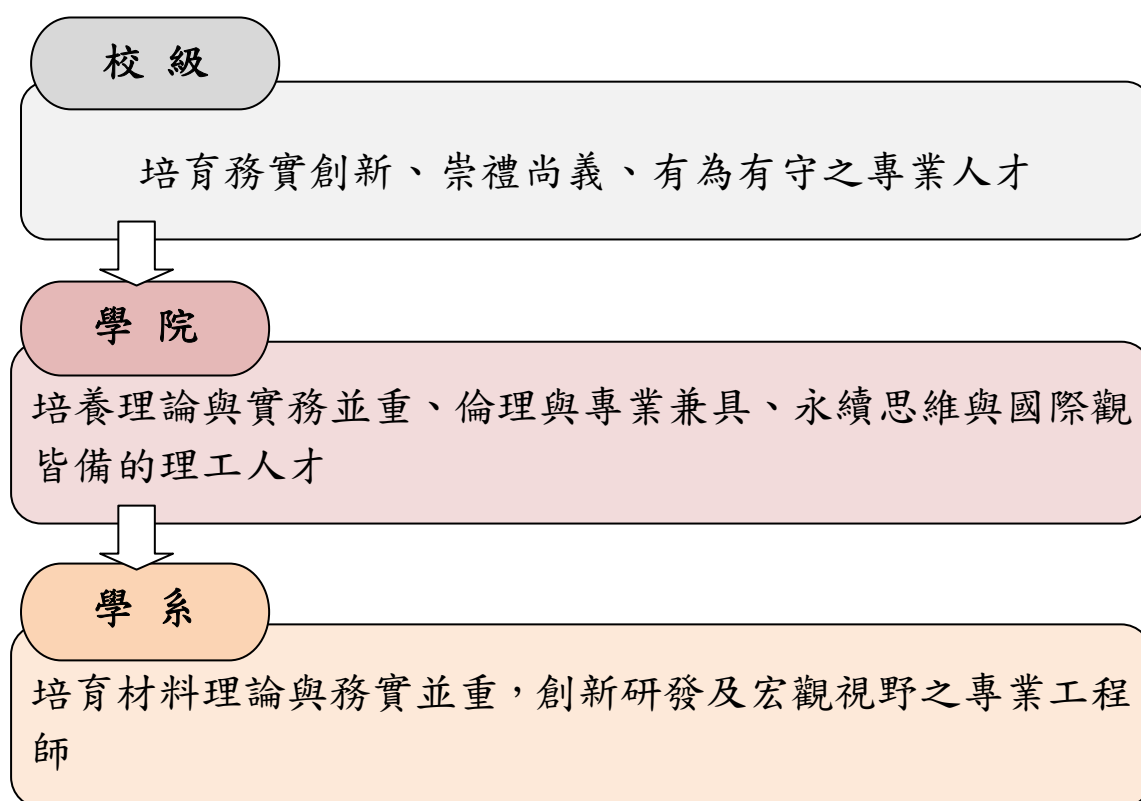 校 級
培育務實創新、崇禮尚義、有為有守之專業人才
學 院
培養理論與實務並重、倫理與專業兼具、永續思維與國際觀
皆備的理工人才
學 系
培育材料理論與務實並重，創新研發及宏觀視野之專業工程
師